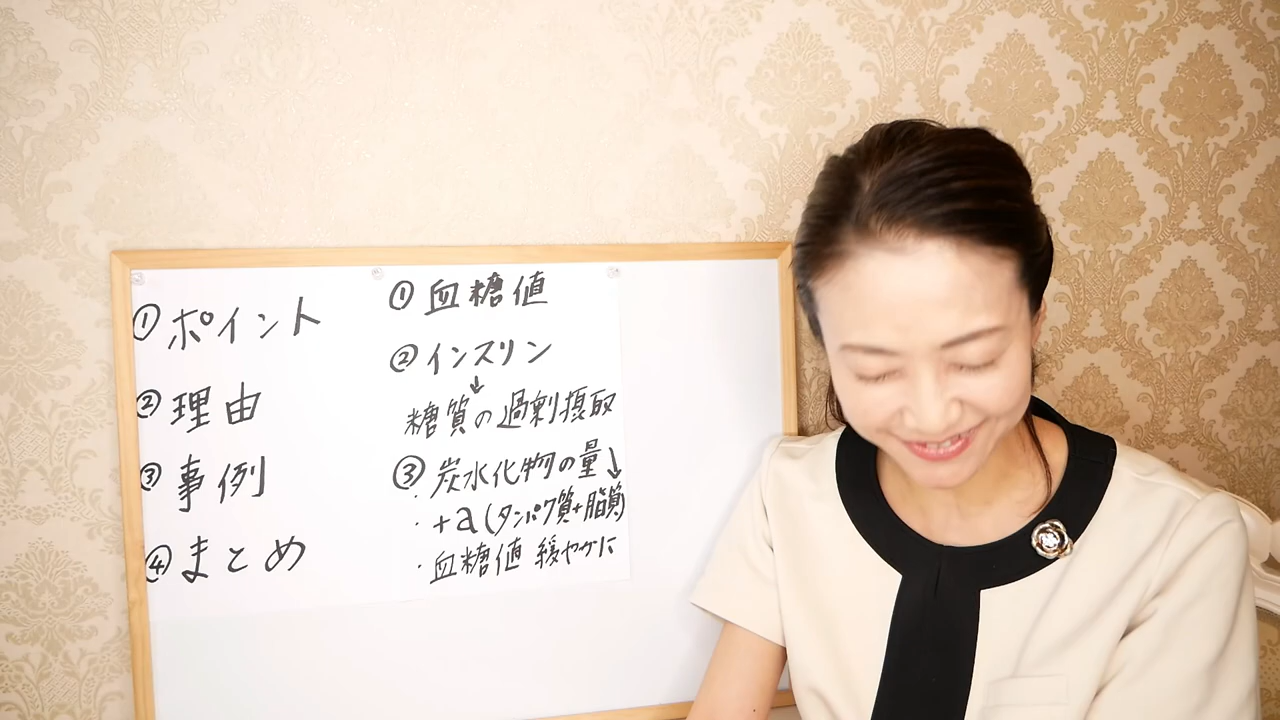 ①ポイント
②理由
③事例
④まとめ
①血糖値
②インスリン
↓
糖質の過剰摂取
③炭水化物の量↓
・+a(タンパク質+脂質)
・血糖値 緩やかに